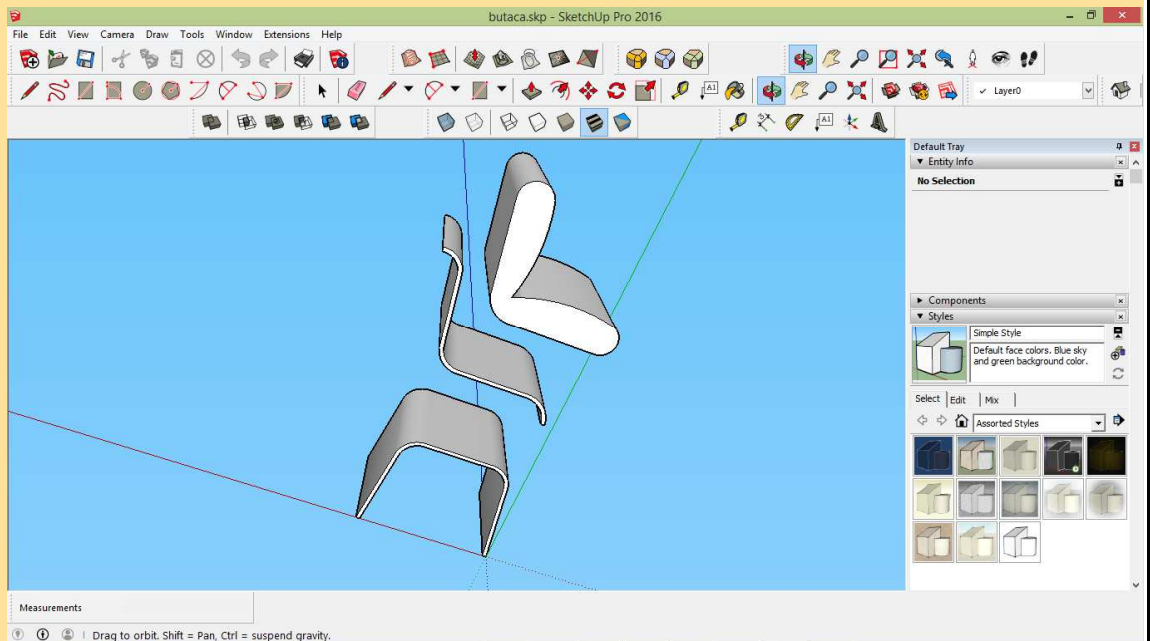 butaca.skp - SketchUp Pro 2016
File Edit View Camera Draw Tools Window Extensions Help
A1
Layer0
A1
Default Tray
Entity Info
No Selection
Components
Styles
Simple Style
Default face colors. Blue sky
and green background color.
Select Edit Mix
Assorted Styles
Measurements
Drag to orbit. Shift = Pan, Ctrl = suspend gravity.